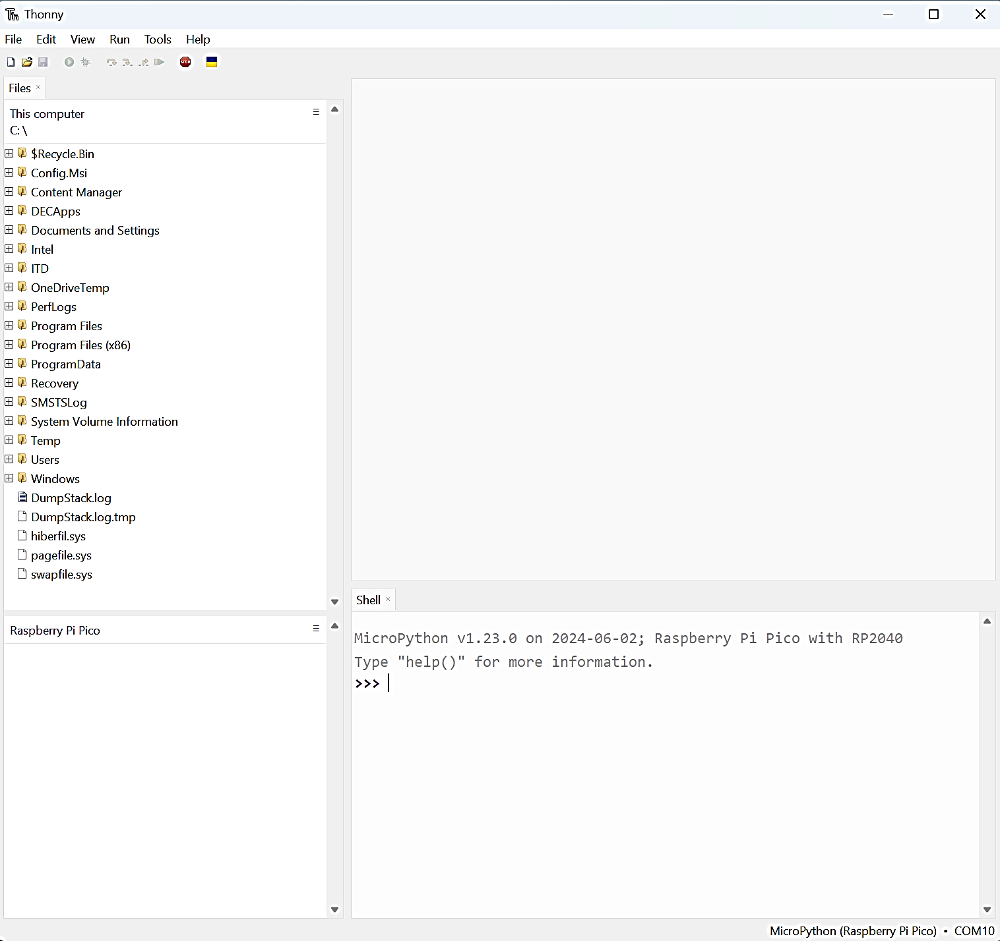 Thonny
File Edit View Run Tools Help
STOP
Files ×
This computer
C:\
$Recycle.Bin
Config.Msi
Content Manager
DECApps
Documents and Settings
Intel
ITD
OneDriveTemp
PerfLogs
Program Files
Program Files (x86)
ProgramData
Recovery
SMSTSLog
System Volume Information
Temp
Users
Windows
DumpStack.log
DumpStack.log.tmp
hiberfil.sys
pagefile.sys
swapfile.sys
Raspberry Pi Pico
Shell ×
MicroPython v1.23.0 on 2024-06-02; Raspberry Pi Pico with RP2040
Type "help()" for more information.
>>>
MicroPython (Raspberry Pi Pico) • COM10